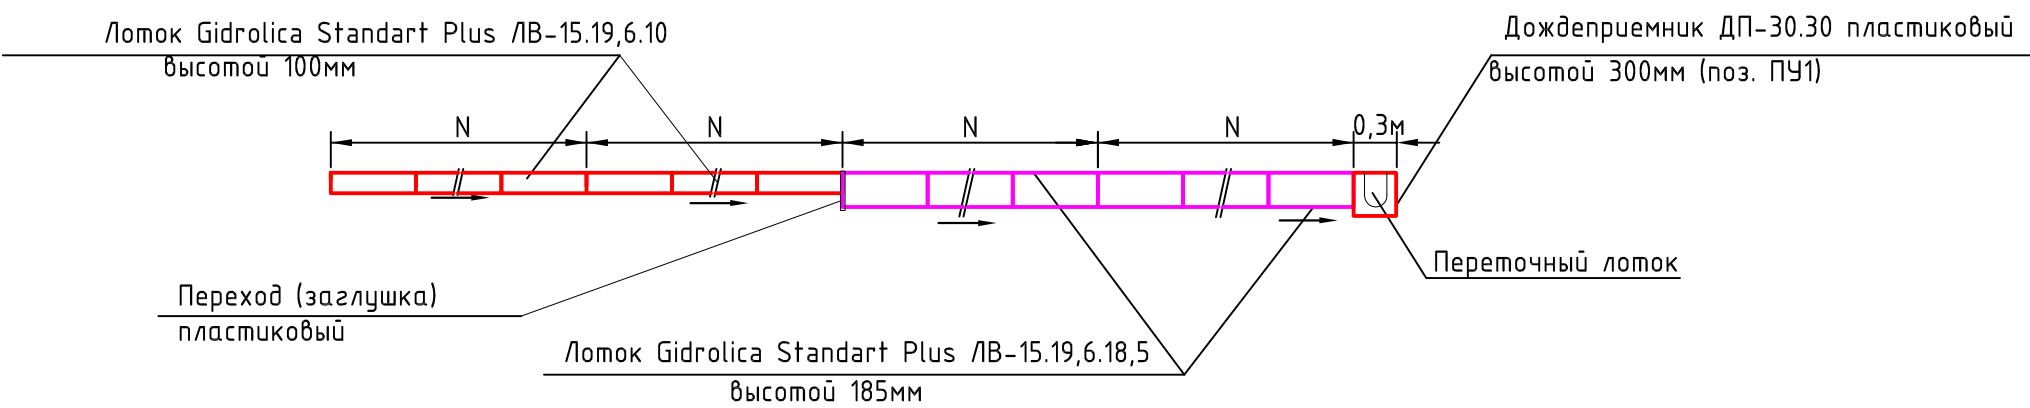 Лоток Gidrolica Standart Plus ЛВ-15.19,6.10
высотой 100мм
Дождеприемник ДП-30.30 пластиковый
высотой 300мм (поз. ПУ1)
N
N
N
N
0,3м
Переточный лоток
Переход (заглушка)
пластиковый
Лоток Gidrolica Standart Plus ЛВ-15.19,6.18,5
высотой 185мм